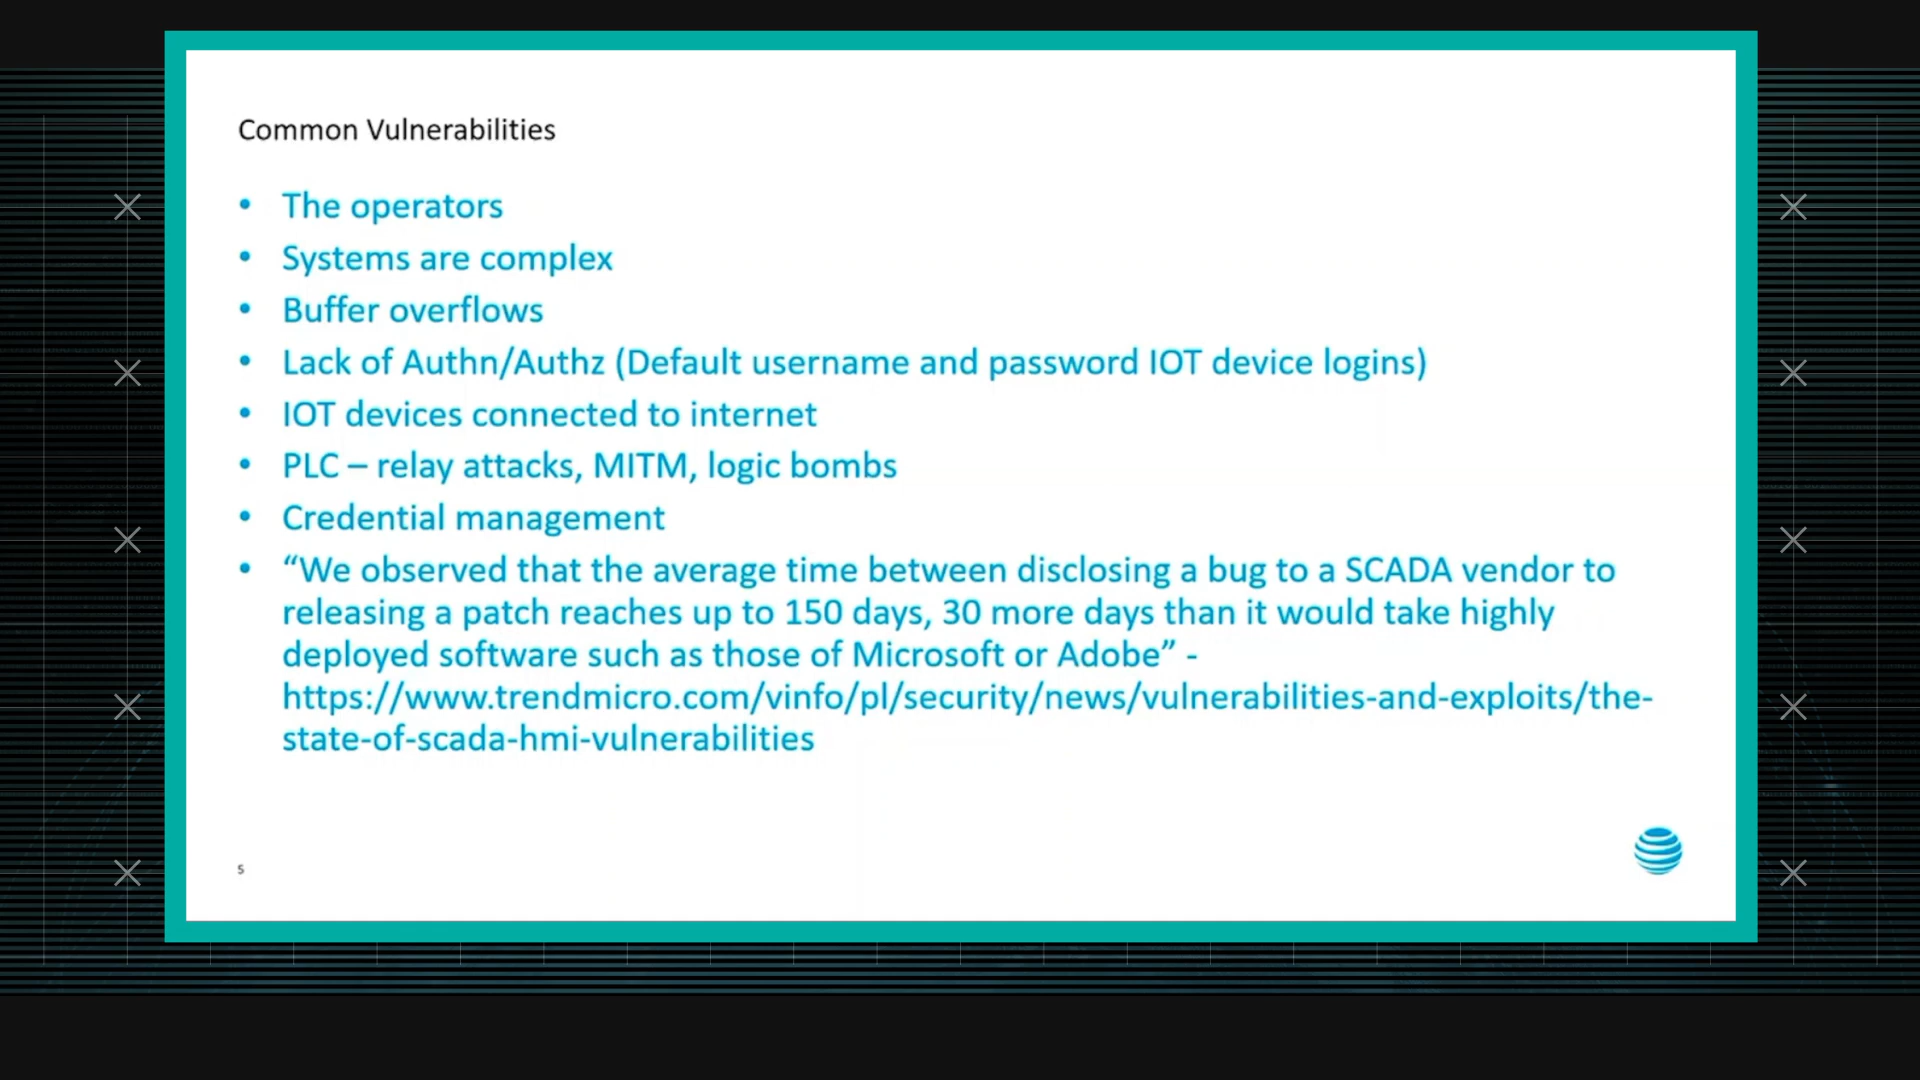 Common Vulnerabilities
• The operators
• Systems are complex
• Buffer overflows
• Lack of Authn/Authz (Default username and password IOT device logins)
• IOT devices connected to internet
• PLC – relay attacks, MITM, logic bombs
• Credential management
• “We observed that the average time between disclosing a bug to a SCADA vendor to
releasing a patch reaches up to 150 days, 30 more days than it would take highly
deployed software such as those of Microsoft or Adobe” -
https://www.trendmicro.com/vinfo/pl/security/news/vulnerabilities-and-exploits/the-
state-of-scada-hmi-vulnerabilities
5